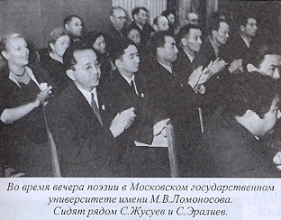 Во время вечера поэзии в Московском государственном
университете имени М.В.Ломоносова.
Сидят рядом С.Жусуев и С.Эралиев.